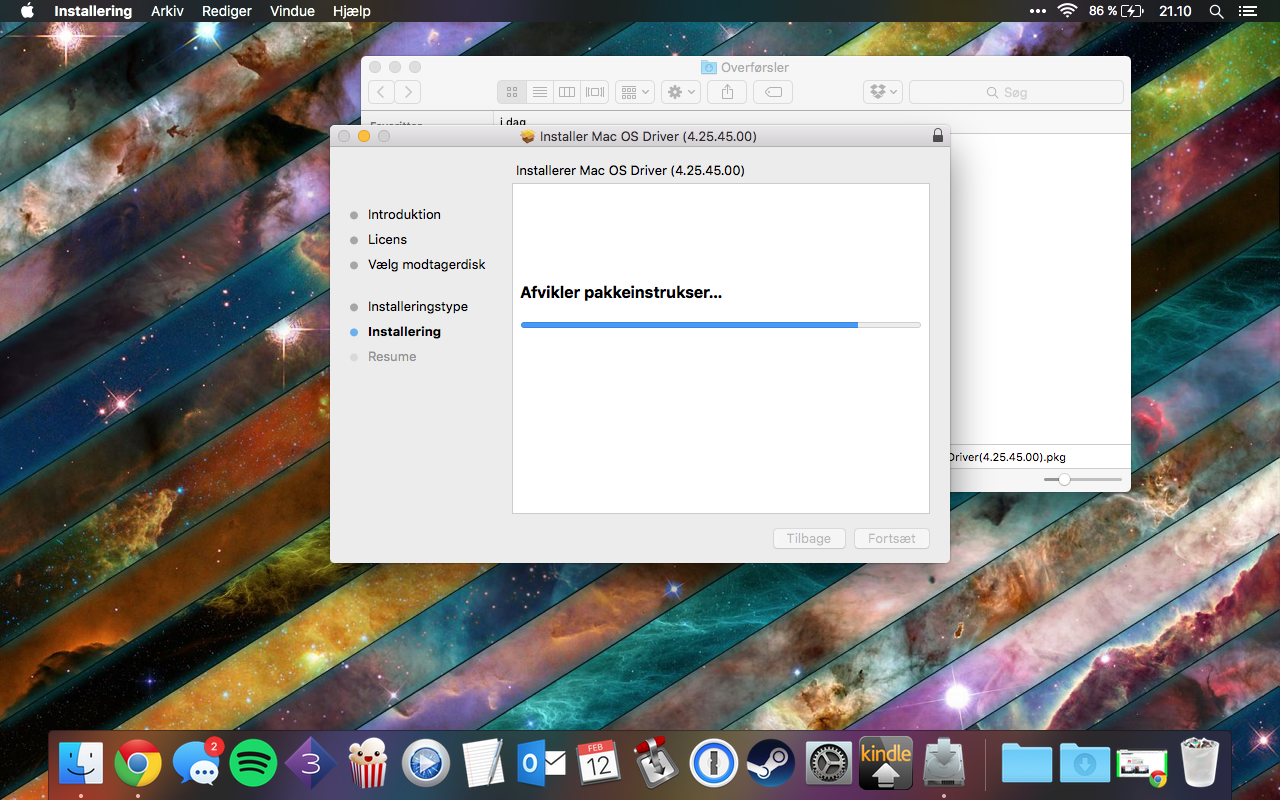 Installering Arkiv Rediger Vindue Hjælp 86 % 21.10
Overførsler
Søg
Favoritter i dag
Installer Mac OS Driver (4.25.45.00)
Installerer Mac OS Driver (4.25.45.00)
Introduktion
Licens
Vælg modtagerdisk
Afvikler pakkeinstrukser...
Installeringstype
Installering
Resume
Driver(4.25.45.00).pkg
Tilbage Fortsæt
2
3
FEB
12
kindle